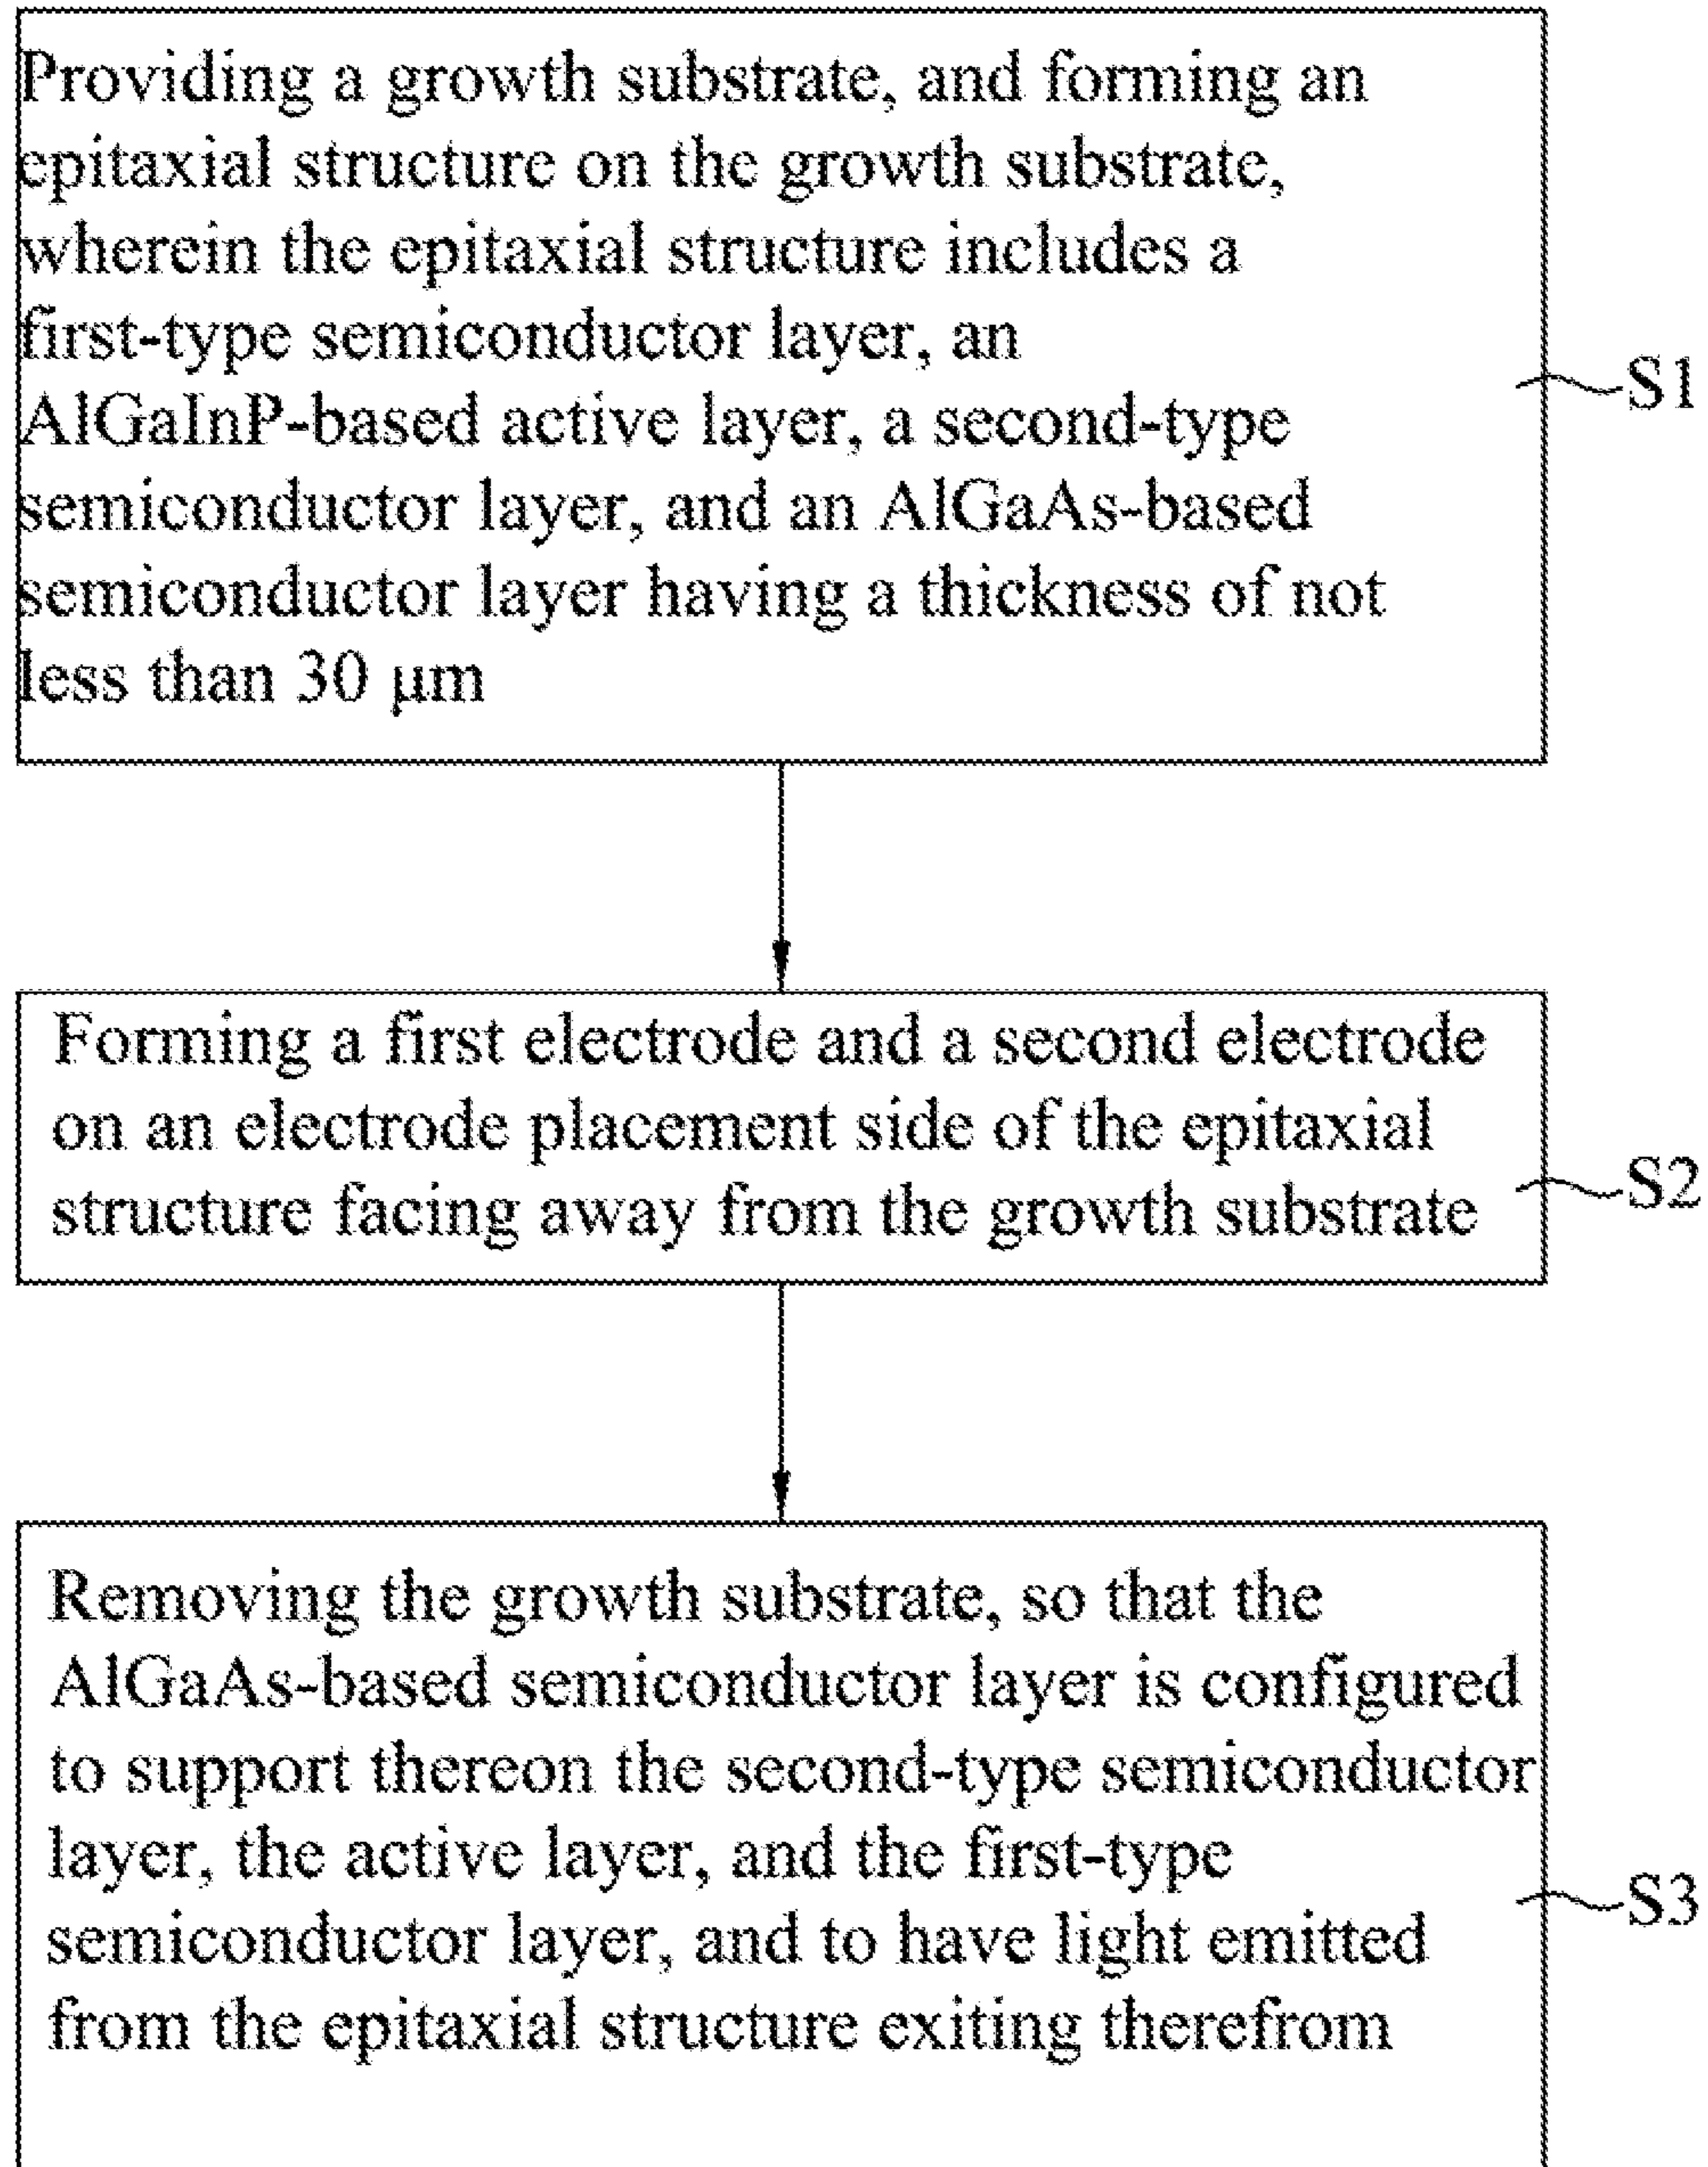 Providing a growth substrate, and forming an
epitaxial structure on the growth substrate,
wherein the epitaxial structure includes a
first-type semiconductor layer, an
AlGaInP-based active layer, a second-type
semiconductor layer, and an AlGaAs-based
semiconductor layer having a thickness of not
less than 30 μm
S1
Forming a first electrode and a second electrode
on an electrode placement side of the epitaxial
structure facing away from the growth substrate
S2
Removing the growth substrate, so that the
AlGaAs-based semiconductor layer is configured
to support thereon the second-type semiconductor
layer, the active layer, and the first-type
semiconductor layer, and to have light emitted
from the epitaxial structure exiting therefrom
S3